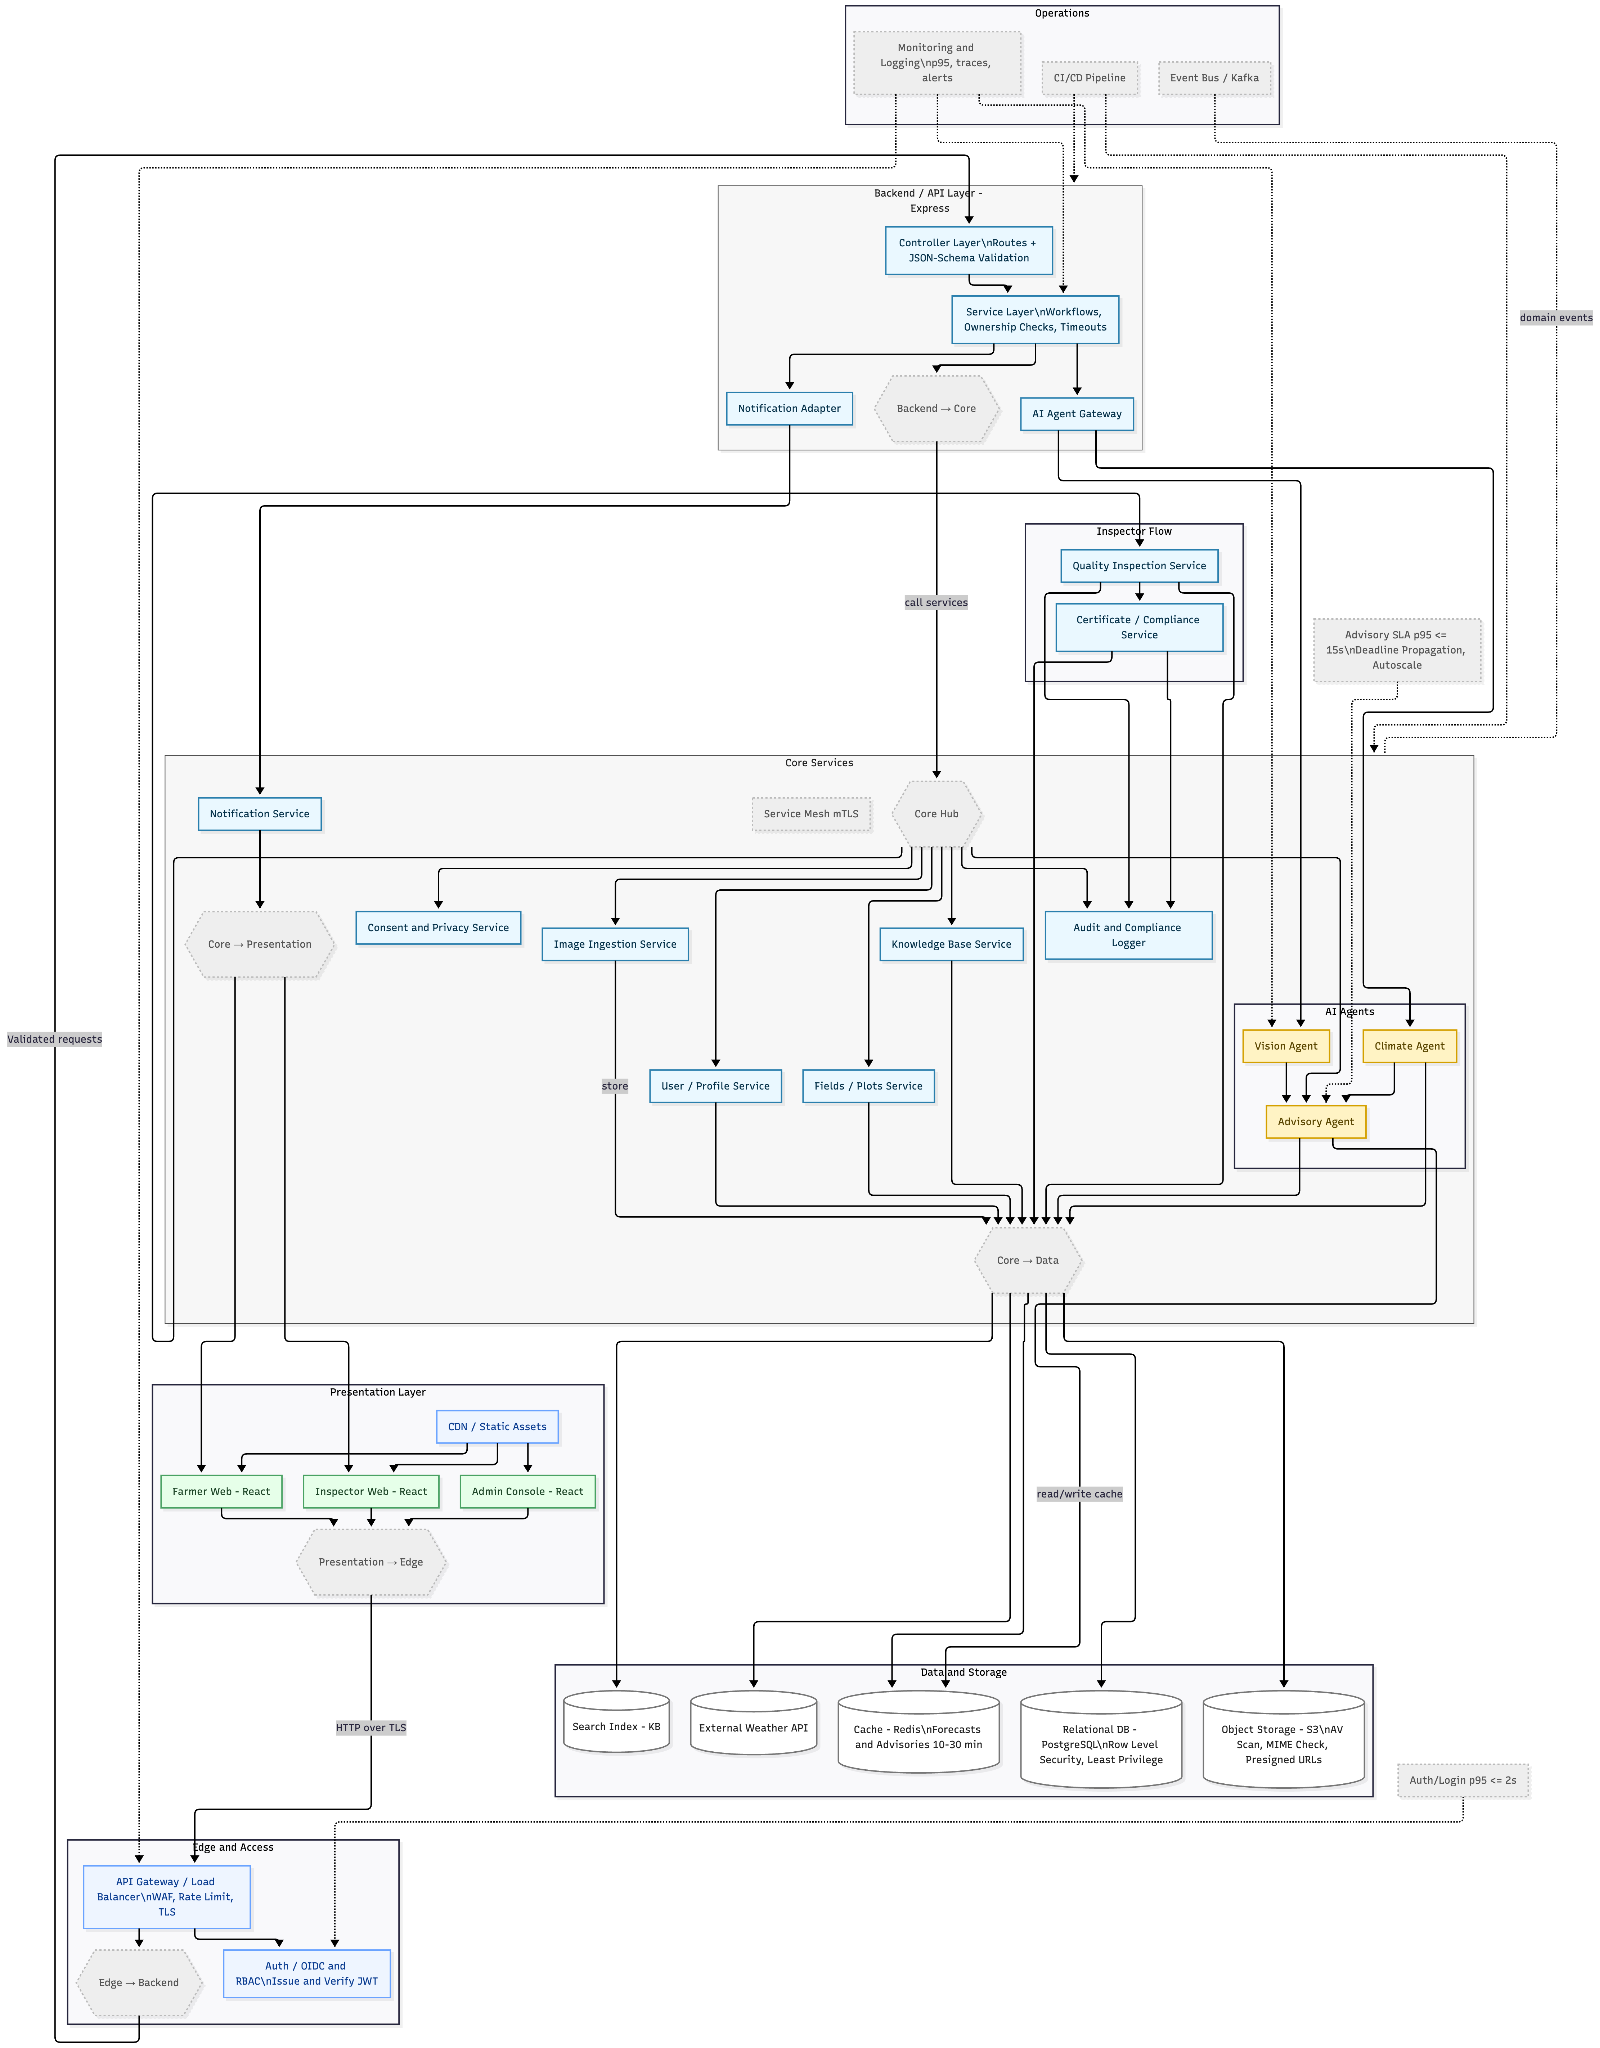 Operations
Monitoring and
Logging\np95, traces,
alerts
CI/CD Pipeline
Event Bus / Kafka
Backend / API Layer -
Express
Controller Layer\nRoutes +
JSON-Schema Validation
Service Layer\nWorkflows,
Ownership Checks, Timeouts
domain events
Notification Adapter
Backend → Core
AI Agent Gateway
Inspector Flow
Quality Inspection Service
call services
Certificate / Compliance
Service
Advisory SLA p95 <=
15s\nDeadline Propagation,
Autoscale
Core Services
Notification Service
Service Mesh mTLS
Core Hub
Core → Presentation
Consent and Privacy Service
Image Ingestion Service
Knowledge Base Service
Audit and Compliance
Logger
AI Agents
Validated requests
Vision Agent
Climate Agent
store
User / Profile Service
Fields / Plots Service
Advisory Agent
Core → Data
Presentation Layer
CDN / Static Assets
Farmer Web - React
Inspector Web - React
Admin Console - React
read/write cache
Presentation → Edge
Data and Storage
HTTP over TLS
Search Index - KB
External Weather API
Cache - Redis\nForecasts
and Advisories 10-30 min
Relational DB -
PostgreSQL\nRow Level
Security, Least Privilege
Object Storage - S3\nAV
Scan, MIME Check,
Presigned URLs
Auth/Login p95 <= 2s
Edge and Access
API Gateway / Load
Balancer\nWAF, Rate Limit,
TLS
Edge → Backend
Auth / OIDC and
RBAC\nIssue and Verify JWT